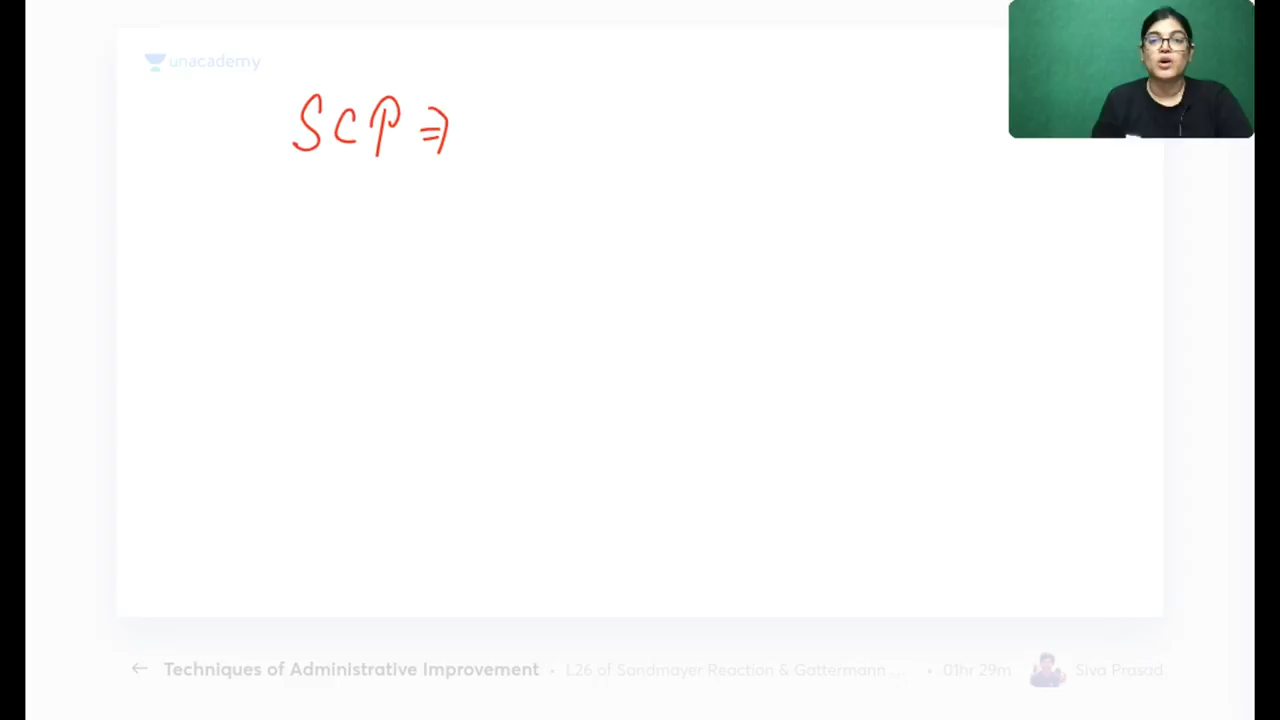 unacademy
SCP ⇒
← Techniques of Administrative Improvement • L26 of Sandmayer Reaction & Gattermann ... • 01hr 29m Siva Prasad